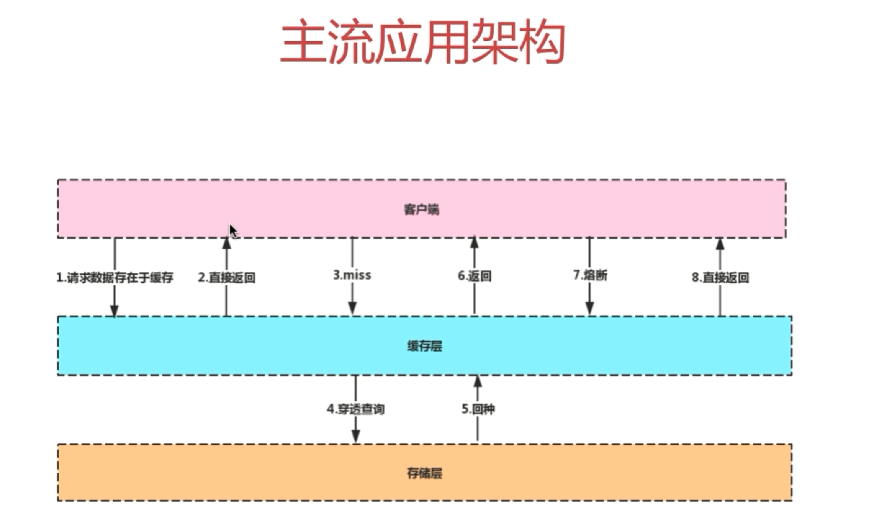 主流应用架构
客户端
1.请求数据存在于缓存
2.直接返回
3.miss
6.返回
7.熔断
8.直接返回
缓存层
4.穿透查询
5.回种
存储层